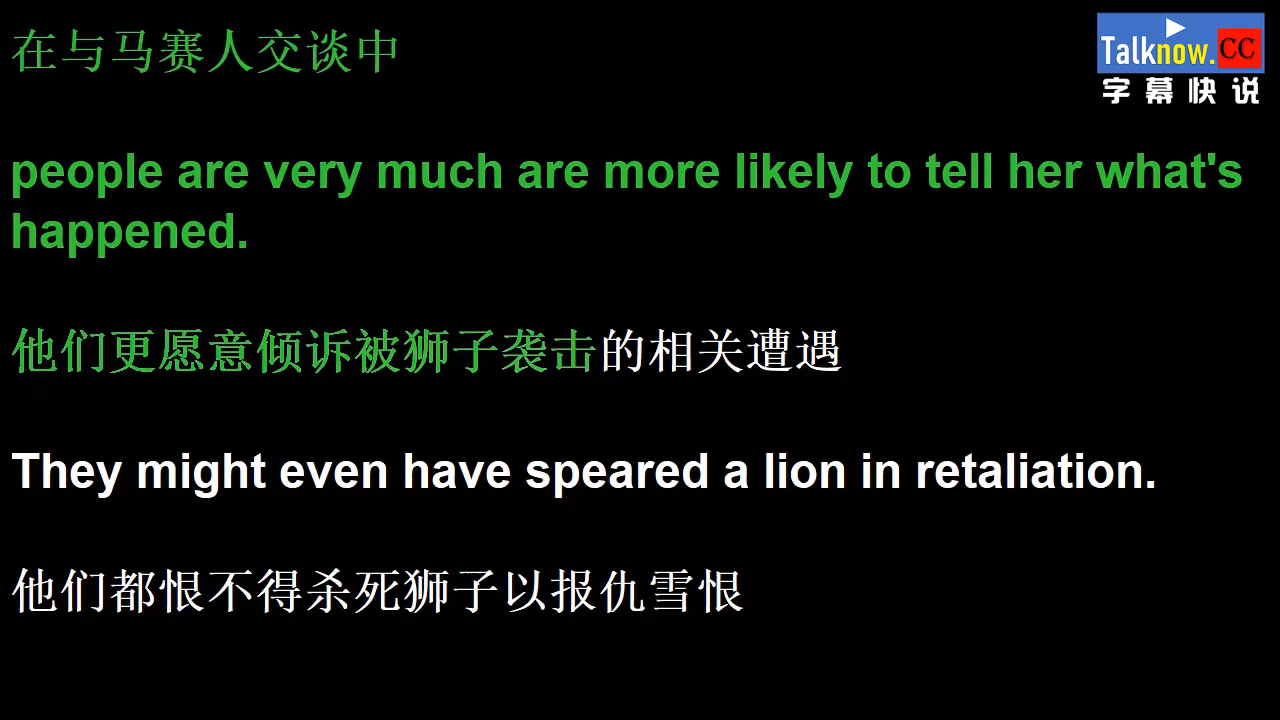 在与马赛人交谈中
Talknow.CC
字幕快说
people are very much are more likely to tell her what's
happened.
他们更愿意倾诉被狮子袭击的相关遭遇
They might even have speared a lion in retaliation.
他们都恨不得杀死狮子以报仇雪恨